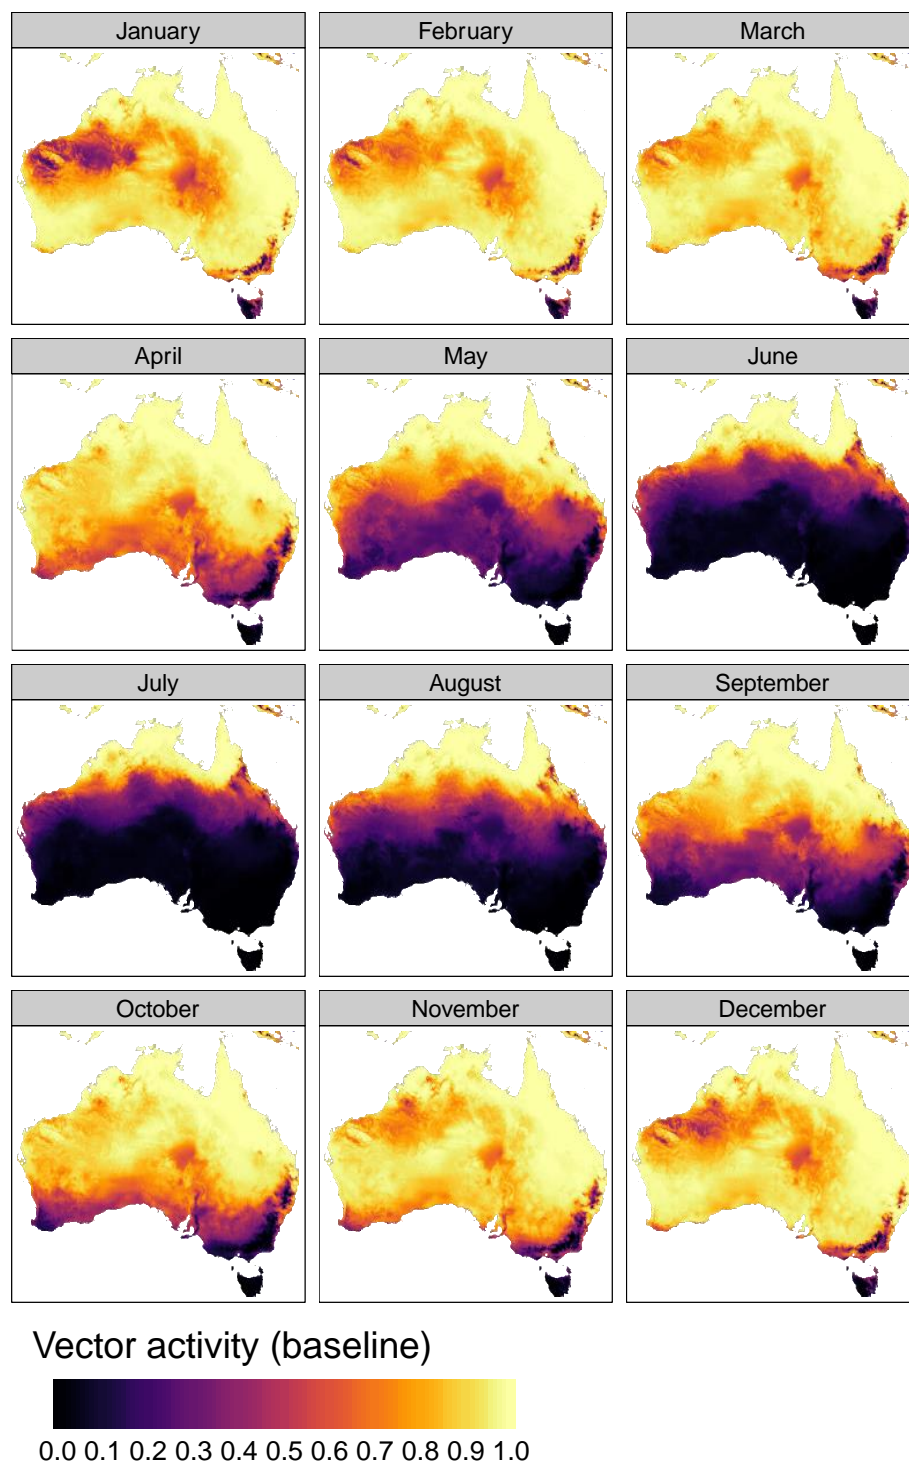 January
February
March
April
May
June
July
August
September
October
November
December
Vector activity (baseline)
0.0 0.1 0.2 0.3 0.4 0.5 0.6 0.7 0.8 0.9 1.0